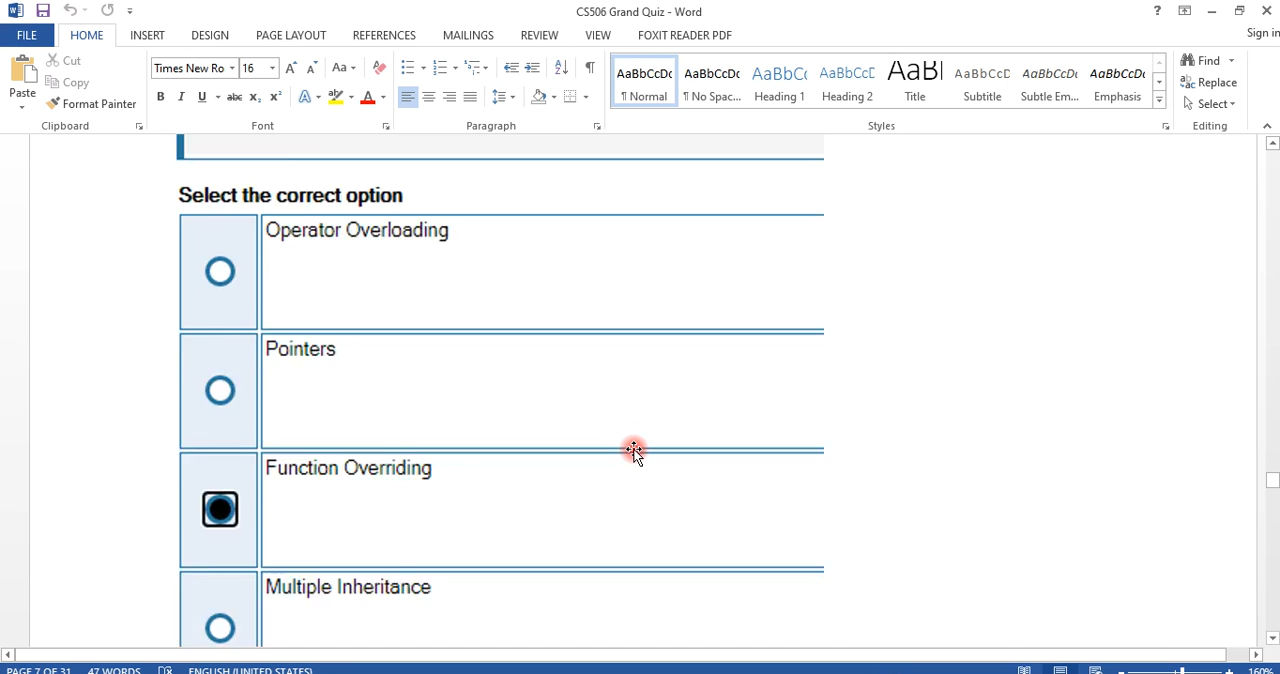 CS506 Grand Quiz - Word
Sign in
FILE HOME INSERT DESIGN PAGE LAYOUT REFERENCES MAILINGS REVIEW VIEW FOXIT READER PDF
Paste
Cut
Copy
Format Painter
Clipboard
Times New Ro 16
Font
Paragraph
AaBbCcDc AaBbCcDc AaBbCc AaBbCcE AaBl AaBbCcD AaBbCcDc AaBbCcDc
¶ Normal ¶ No Spac... Heading 1 Heading 2 Title Subtitle Subtle Em... Emphasis
Styles
Find
Replace
Select
Editing
Select the correct option
Operator Overloading
Pointers
Function Overriding
Multiple Inheritance
PAGE 7 OF 31 47 WORDS ENGLISH (UNITED STATES) 160%